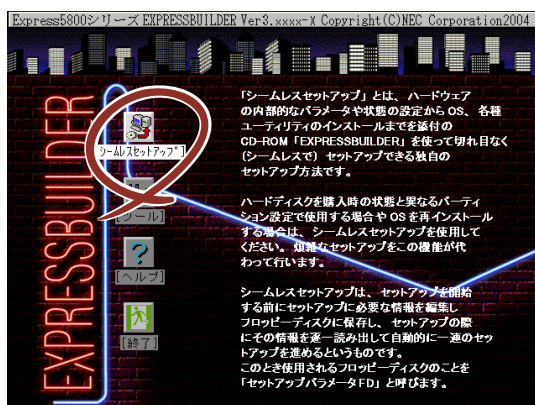 Express5800シリーズ EXPRESSBUILDER Ver3.xxxx-x Copyright(C)NEC Corporation2004
EXPRESSBUILDER
シームレスセットアップ]
[ツール]
[ヘルプ]
[終了]
「シームレスセットアップ」とは、ハードウェア
の内部的なパラメータや状態の設定からOS、各種
ユーティリティのインストールまでを添付の
CD-ROM「EXPRESSBUILDER」を使って切れ目なく
(シームレスで) セットアップできる独自の
セットアップ方法です。
ハードディスクを購入時の状態と異なるパーティ
ション設定で使用する場合やOSを再インストール
する場合は、シームレスセットアップを使用して
ください。煩雑なセットアップをこの機能が代
わって行います。
シームレスセットアップは、セットアップを開始
する前にセットアップに必要な情報を編集し
フロッピーディスクに保存し、セットアップの際
にその情報を逐一読み出して自動的に一連のセッ
トアップを進めるというものです。
このとき使用されるフロッピーディスクのことを
「セットアップパラメータFD」と呼びます。